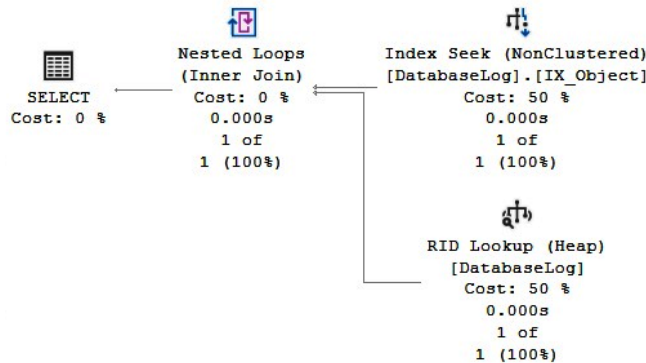 SELECT
Cost: 0 %
Nested Loops
(Inner Join)
Cost: 0 %
0.000s
1 of
1 (100%)
Index Seek (NonClustered)
[DatabaseLog].[IX_Object]
Cost: 50 %
0.000s
1 of
1 (100%)
RID Lookup (Heap)
[DatabaseLog]
Cost: 50 %
0.000s
1 of
1 (100%)